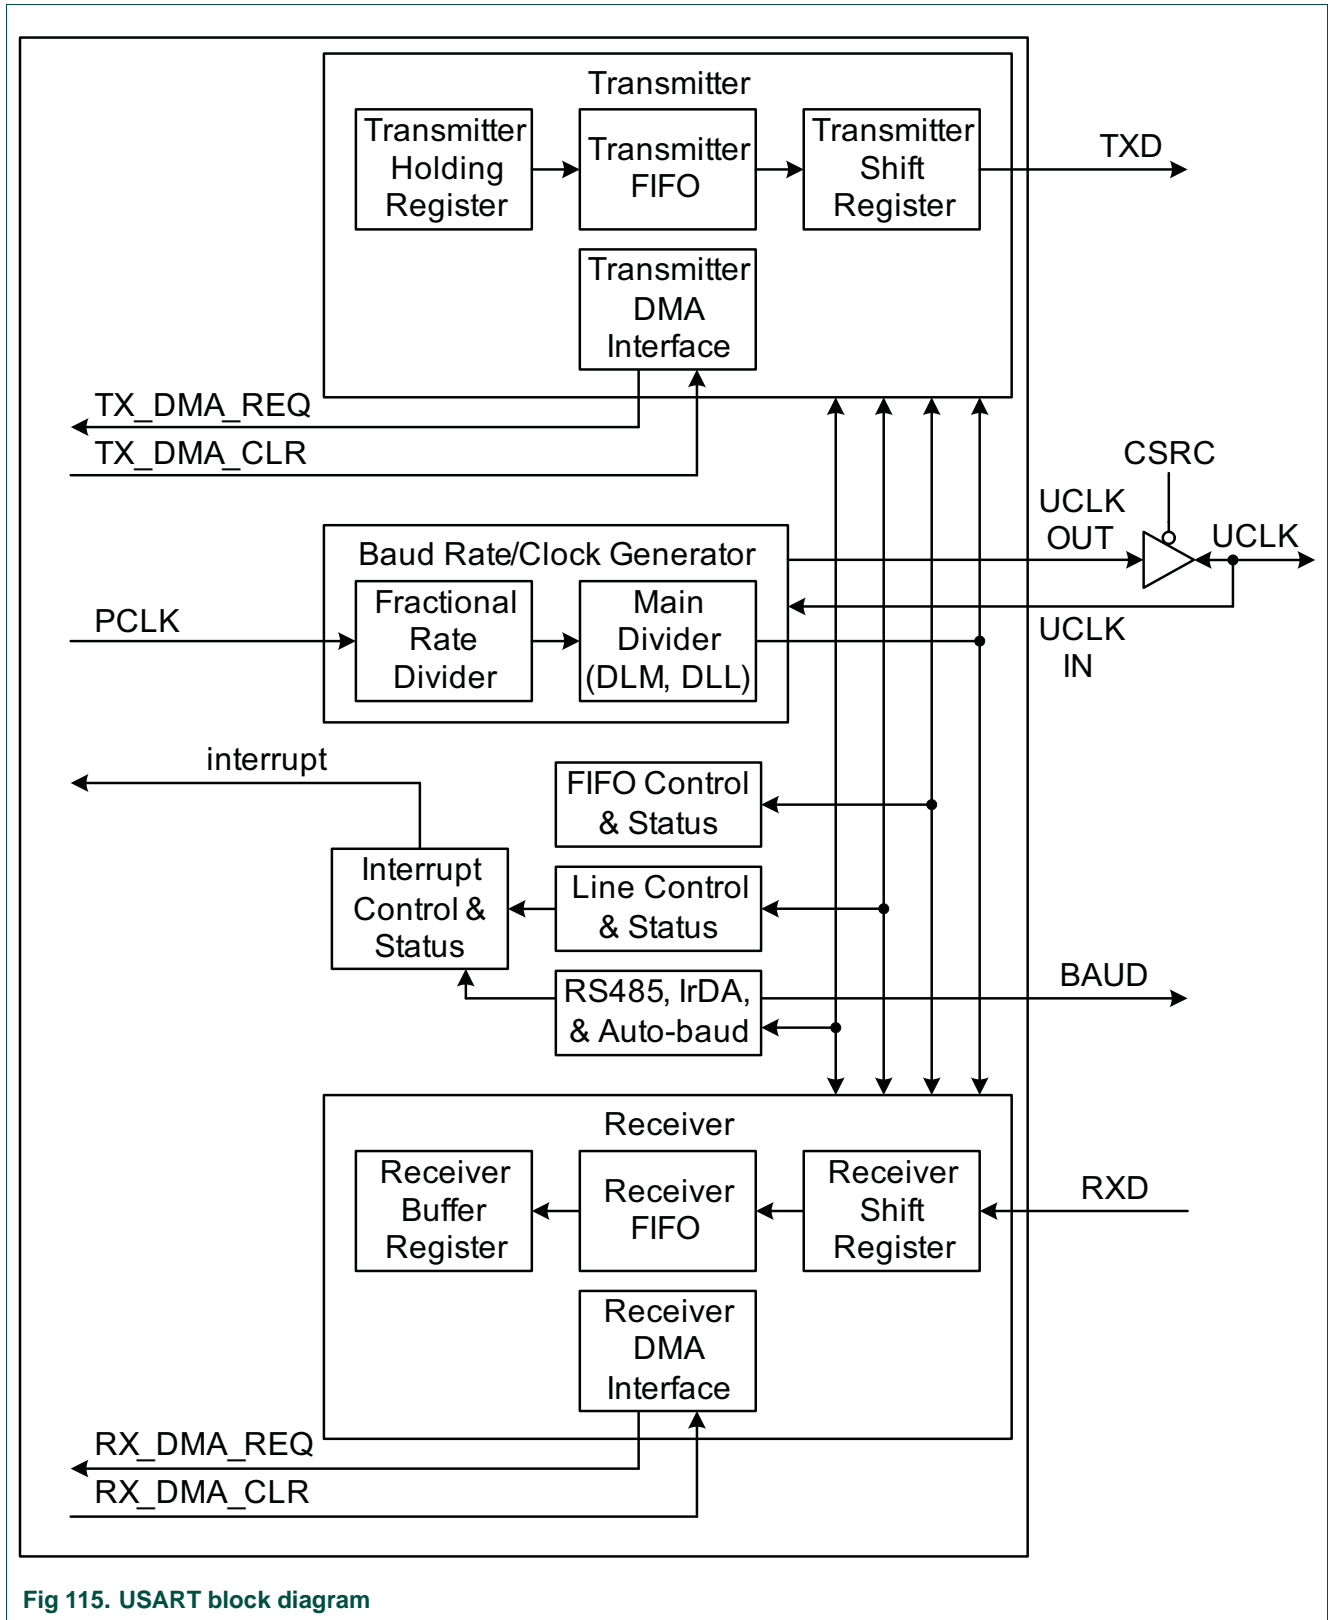 Transmitter
Transmitter
Holding
Register
Transmitter
FIFO
Transmitter
Shift
Register
TXD
Transmitter
DMA
Interface
TX_DMA_REQ
TX_DMA_CLR
CSRC
UCLK
OUT
UCLK
Baud Rate/Clock Generator
PCLK
Fractional
Rate
Divider
Main
Divider
(DLM, DLL)
UCLK
IN
interrupt
FIFO Control
& Status
Interrupt
Control &
Status
Line Control
& Status
RS485, IrDA,
& Auto-baud
BAUD
Receiver
Receiver
Buffer
Register
Receiver
FIFO
Receiver
Shift
Register
RXD
Receiver
DMA
Interface
RX_DMA_REQ
RX_DMA_CLR
Fig 115. USART block diagram